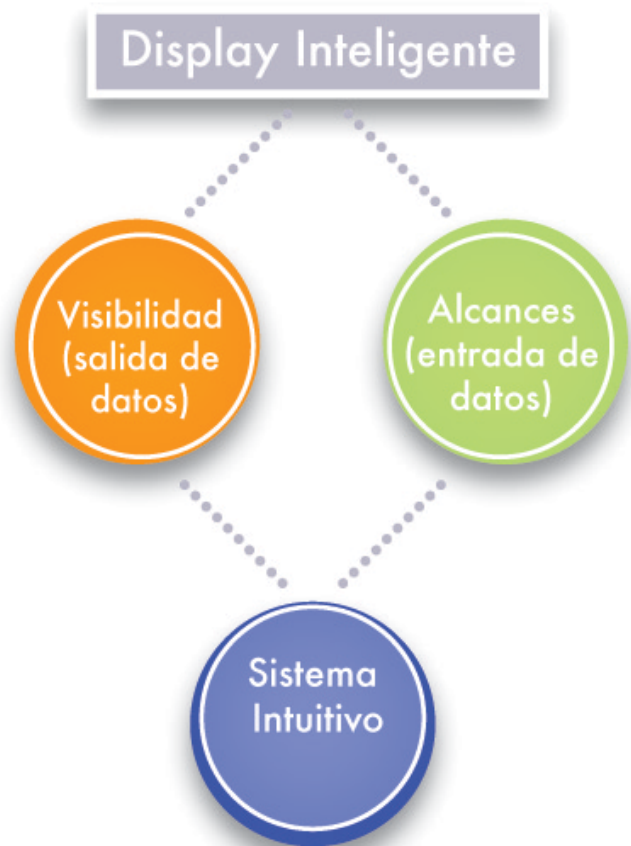 Display Inteligente
Visibilidad
(salida de
datos)
Alcances
(entrada de
datos)
Sistema
Intuitivo